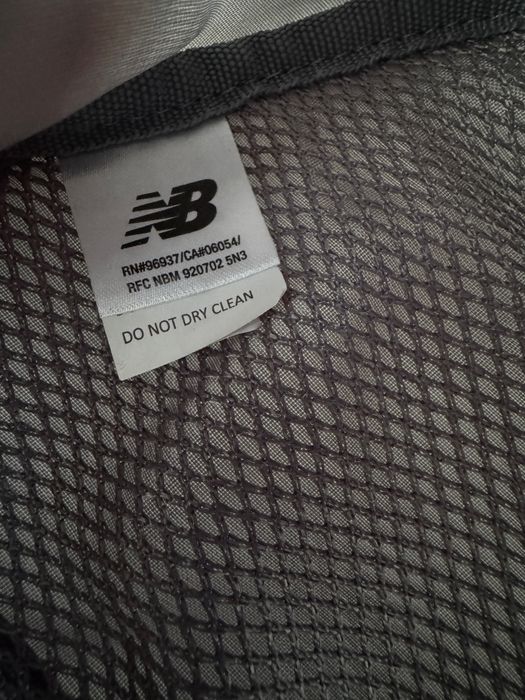 NB
RN#96937/CA#06054/
RFC NBM 920702 5N3
DO NOT DRY CLEAN